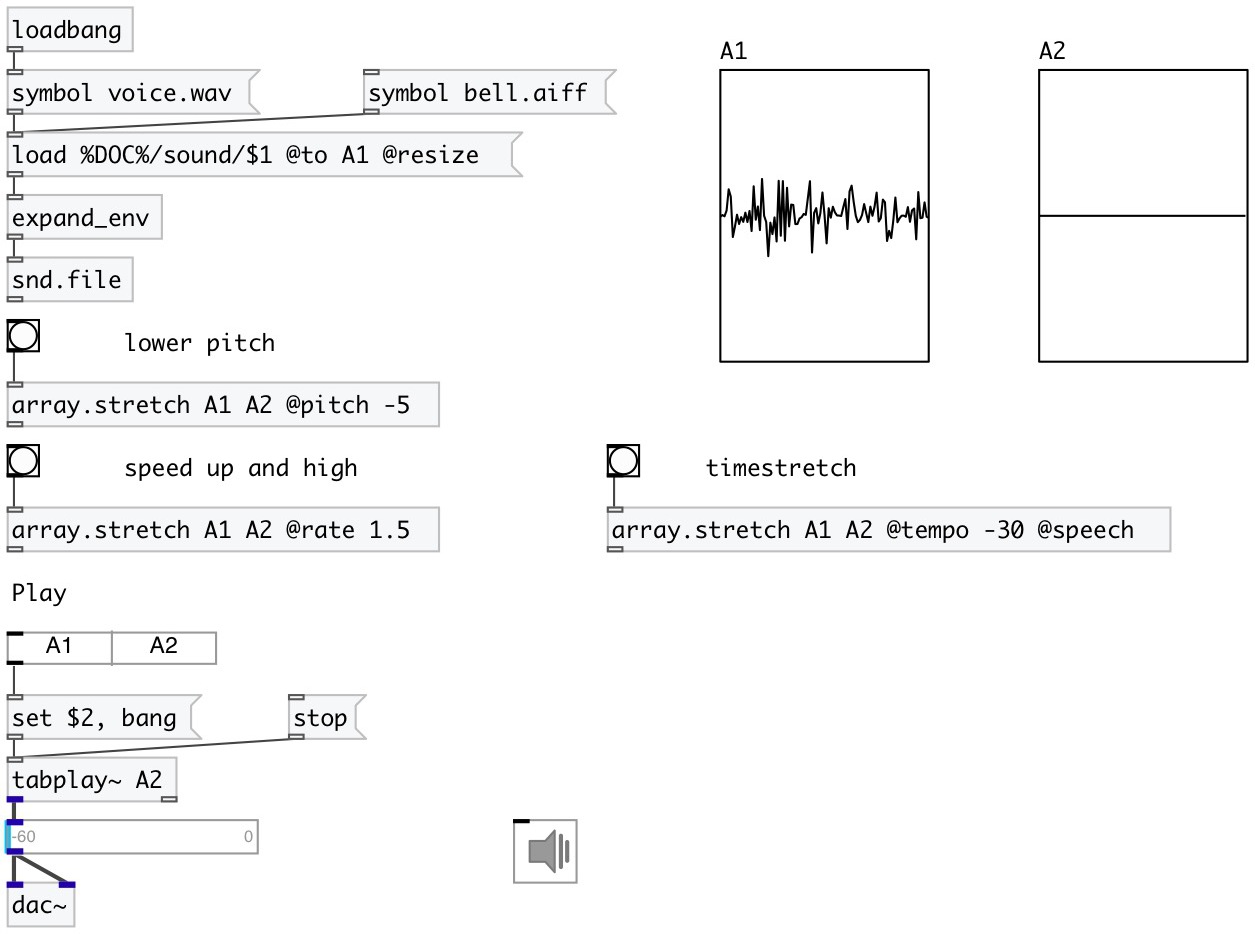 loadbang
A1
A2
symbol voice.wav
symbol bell.aiff
load %DOC%/sound/$1 @to A1 @resize
expand_env
snd.file
lower pitch
array.stretch A1 A2 @pitch -5
speed up and high
timestretch
array.stretch A1 A2 @rate 1.5
array.stretch A1 A2 @tempo -30 @speech
Play
A1 A2
set $2, bang
stop
tabplay~ A2
-60 0
dac~